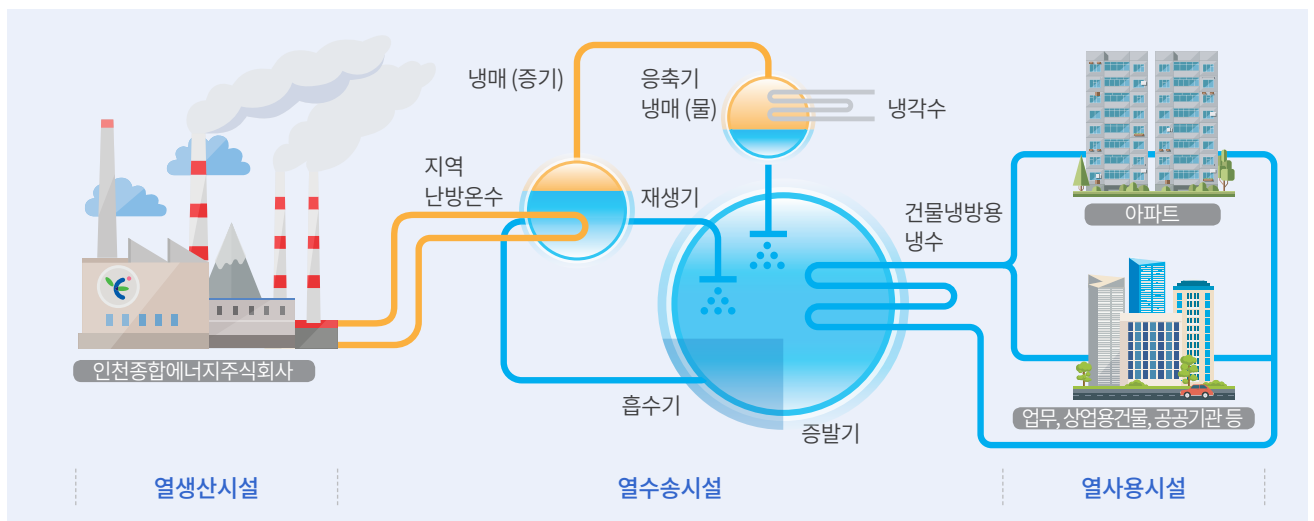 냉매 (증기)
응축기
냉매 (물)
냉각수
지역
난방온수
재생기
건물냉방용
냉수
아파트
인천종합에너지주식회사
흡수기
증발기
업무, 상업용건물, 공공기관 등
열생산시설
열수송시설
열사용시설